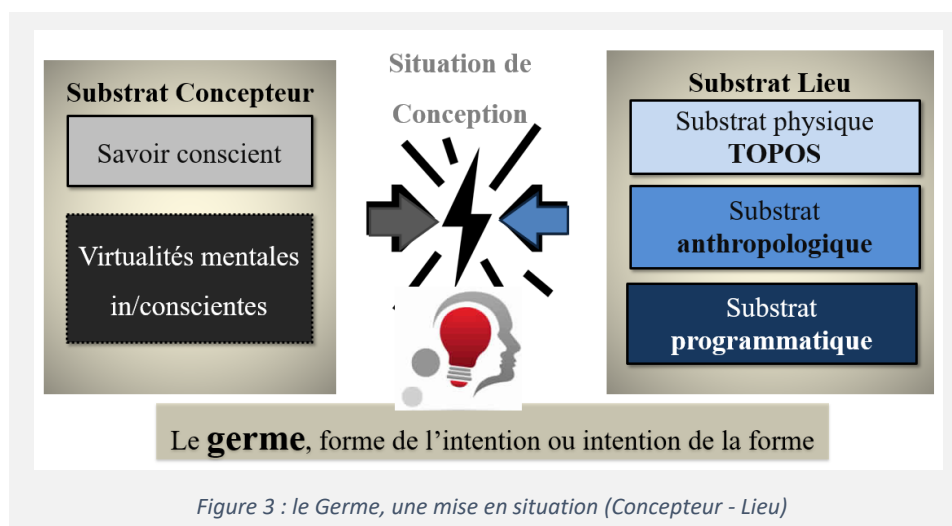 Substrat Concepteur
Savoir conscient
Virtualités mentales
in/conscientes
Situation de
Conception
Substrat Lieu
Substrat physique
TOPOS
Substrat
anthropologique
Substrat
programmatique
Le germe, forme de l’intention ou intention de la forme
Figure 3 : le Germe, une mise en situation (Concepteur - Lieu)